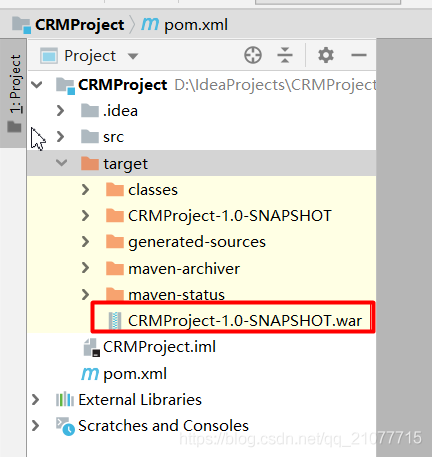 CRMProject pom.xml
1: Project
Project
CRMProject D:\IdeaProjects\CRMProject
.idea
src
target
classes
CRMProject-1.0-SNAPSHOT
generated-sources
maven-archiver
maven-status
CRMProject-1.0-SNAPSHOT.war
CRMProject.iml
pom.xml
External Libraries
Scratches and Consoles
https://blog.csdn.net/qq_21077715